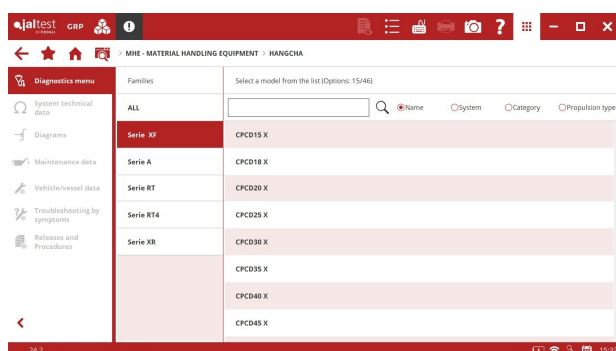 jaltest GRP
> MHE - MATERIAL HANDLING EQUIPMENT > HANGCHA
Diagnostics menu
System technical
data
Diagrams
Maintenance data
Vehicle/vessel data
Troubleshooting by
symptoms
Releases and
Procedures
Families
ALL
Serie XF
Serie A
Serie RT
Serie RT4
Serie XR
Select a model from the list (Options: 15/46)
Name System Category Propulsion type
CPCD15 X
CPCD18 X
CPCD20 X
CPCD25 X
CPCD30 X
CPCD35 X
CPCD40 X
CPCD45 X
24.2